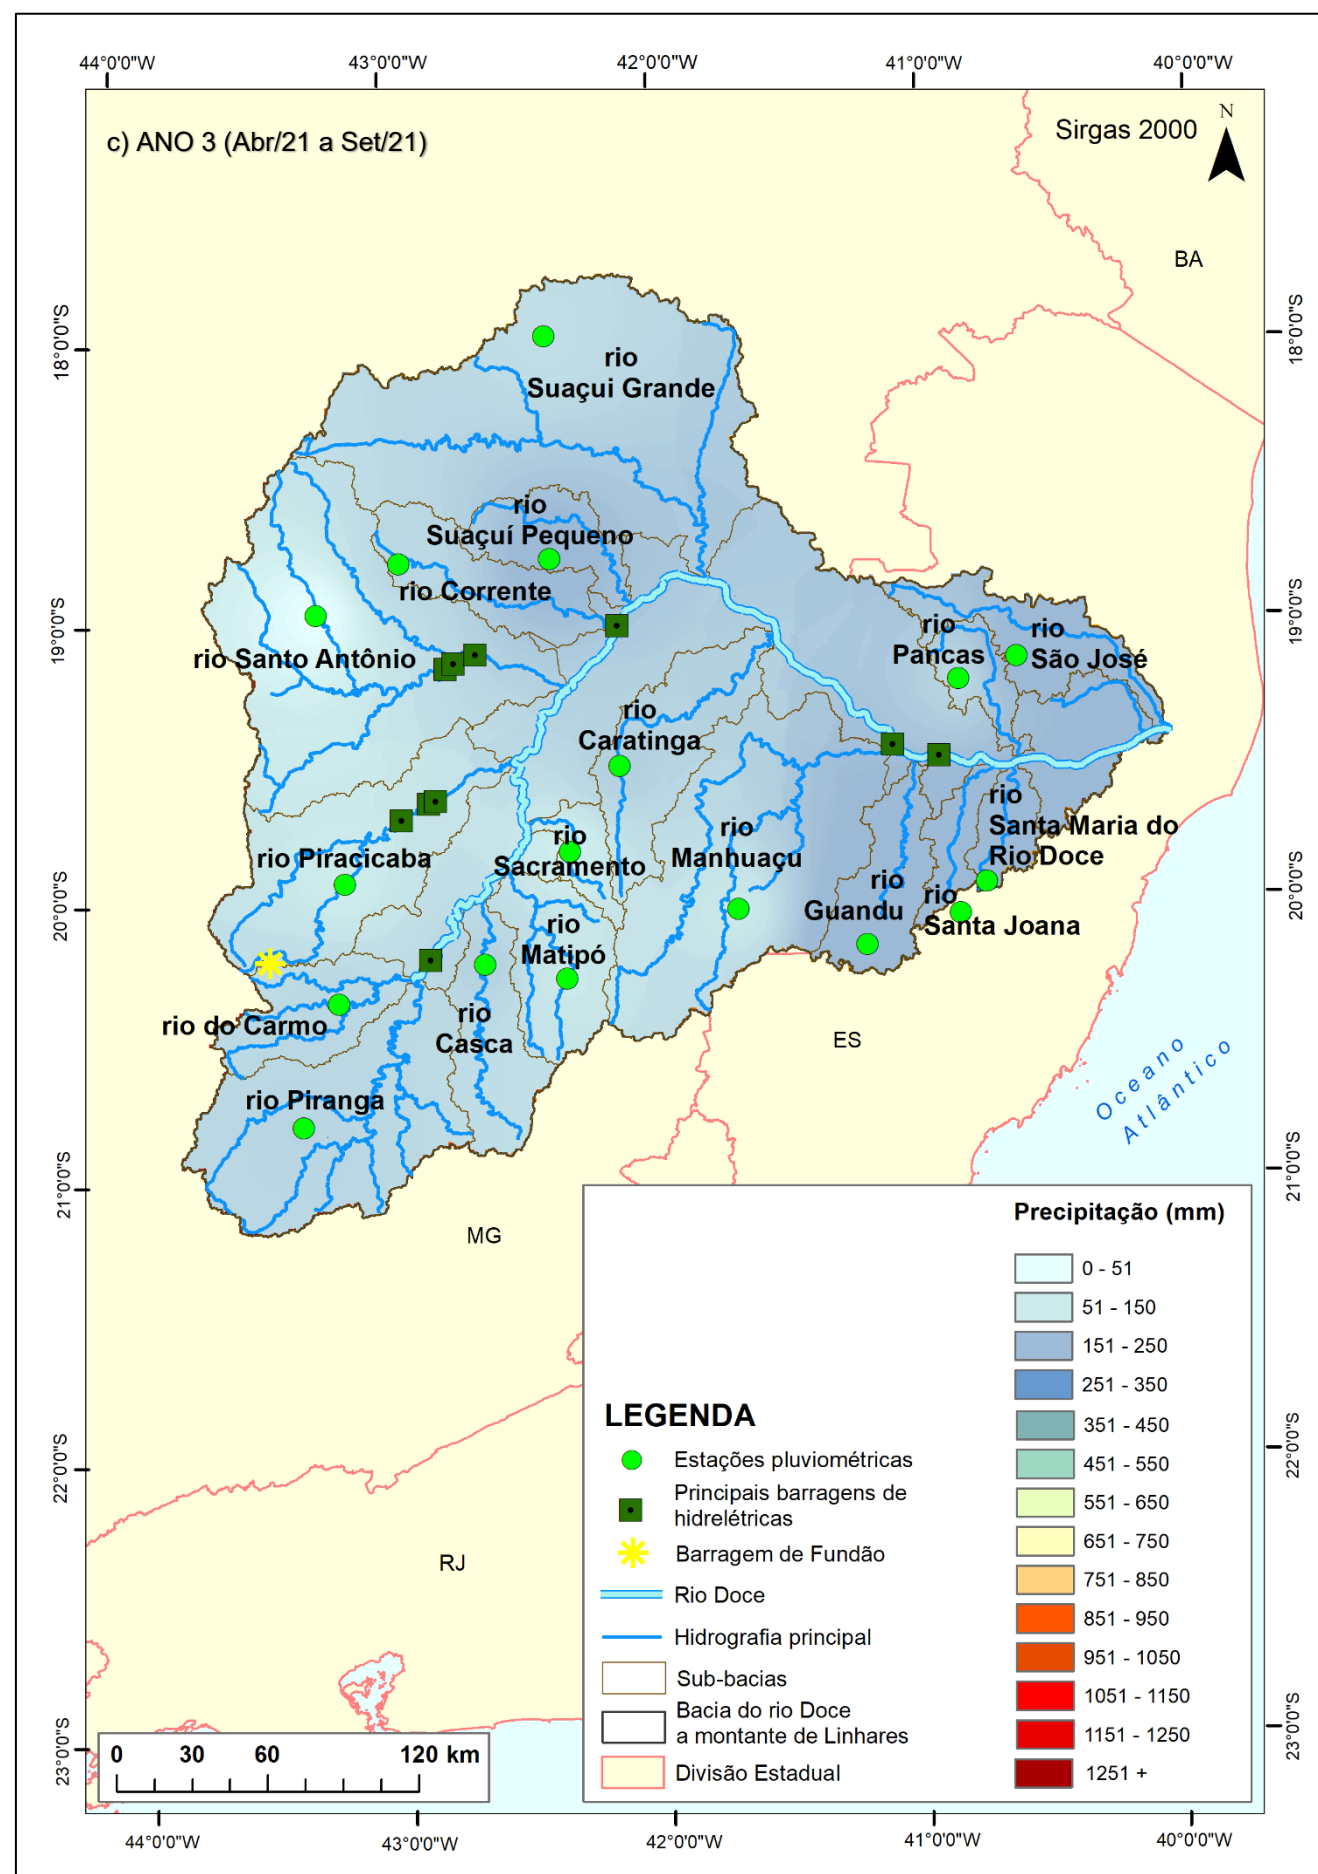 44°0'0"W
43°0'0"W
42°0'0"W
41°0'0"W
40°0'0"W
c) ANO 3 (Abr/21 a Set/21)
Sirgas 2000
N
BA
18°0'0"S
18°0'0"S
rio
Suaçui Grande
rio
Suaçuí Pequeno
rio Corrente
19°0'0"S
19°0'0"S
rio
Pancas
rio
São José
rio Santo Antônio
rio
Caratinga
rio
Santa Maria do
Rio Doce
rio
Manhuaçu
rio
Sacramento
rio Piracicaba
rio
Guandu
rio
Santa Joana
20°0'0"S
20°0'0"S
rio
Matipó
rio do Carmo
rio
Casca
ES
Oceano
Atlântico
rio Piranga
21°0'0"S
21°0'0"S
MG
Precipitação (mm)
0 - 51
51 - 150
151 - 250
251 - 350
351 - 450
451 - 550
551 - 650
651 - 750
751 - 850
851 - 950
951 - 1050
1051 - 1150
1151 - 1250
1251 +
LEGENDA
Estações pluviométricas
Principais barragens de
hidrelétricas
Barragem de Fundão
Rio Doce
Hidrografia principal
Sub-bacias
Bacia do rio Doce
a montante de Linhares
Divisão Estadual
22°0'0"S
22°0'0"S
RJ
23°0'0"S
23°0'0"S
0 30 60 120 km
44°0'0"W
43°0'0"W
42°0'0"W
41°0'0"W
40°0'0"W